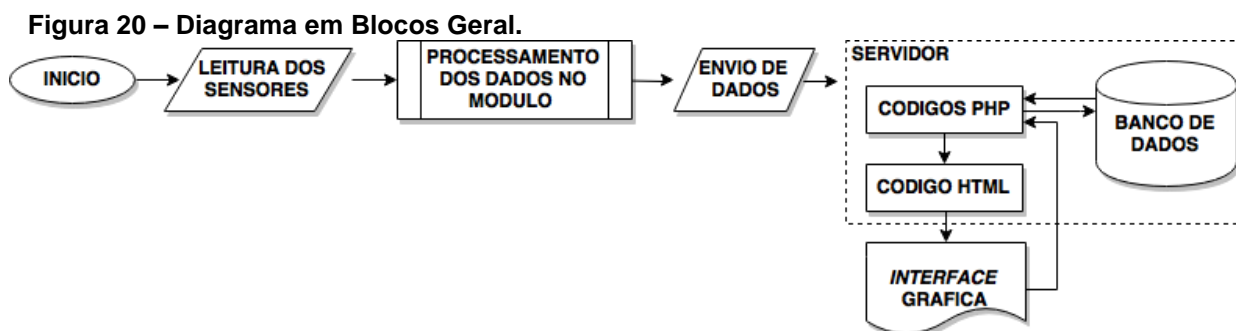 Figura 20 – Diagrama em Blocos Geral.
INICIO
LEITURA DOS
SENSORES
PROCESSAMENTO
DOS DADOS NO
MODULO
ENVIO DE
DADOS
SERVIDOR
CODIGOS PHP
BANCO DE
DADOS
CODIGO HTML
INTERFACE
GRAFICA